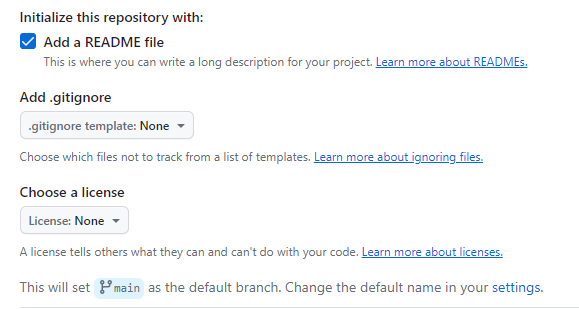 Initialize this repository with:
Add a README file
This is where you can write a long description for your project. Learn more about READMEs.
Add .gitignore
.gitignore template: None
Choose which files not to track from a list of templates. Learn more about ignoring files.
Choose a license
License: None
A license tells others what they can and can't do with your code. Learn more about licenses.
This will set main as the default branch. Change the default name in your settings.